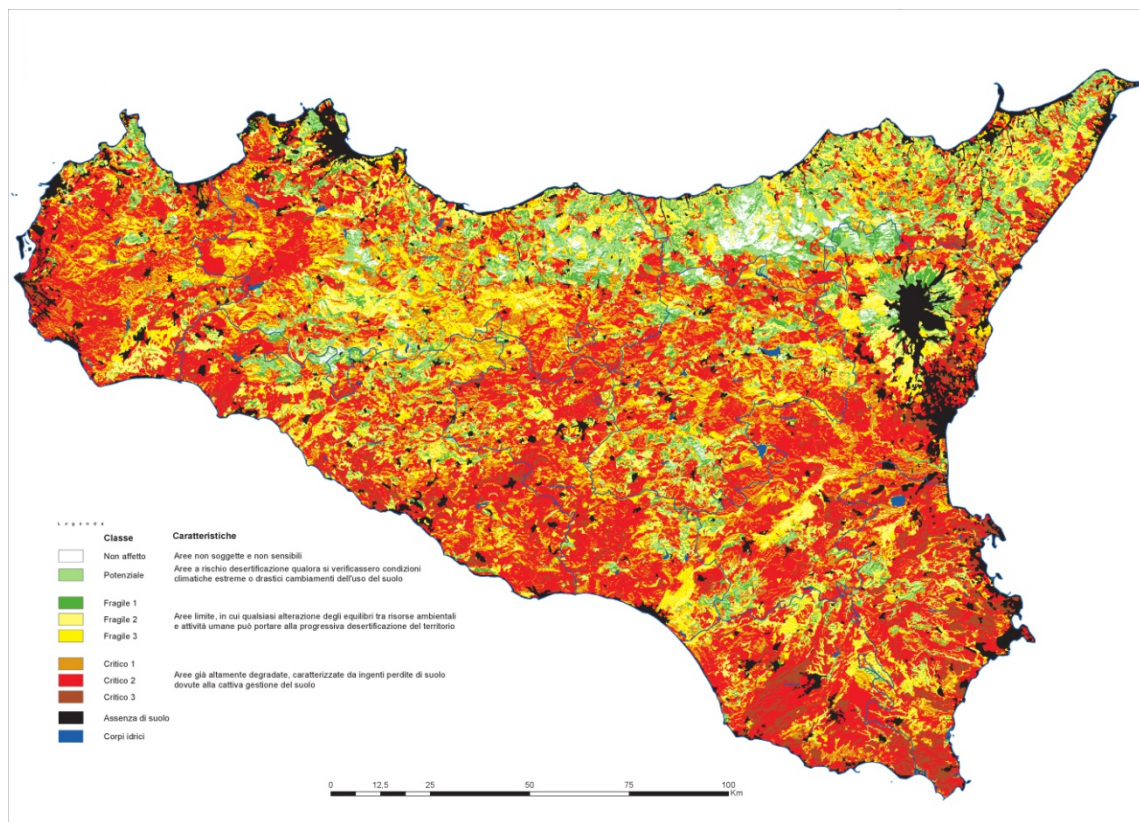 Legenda
Classe Caratteristiche
Non affetto Aree non soggette e non sensibili
Potenziale Aree a rischio desertificazione qualora si verificassero condizioni
climatiche estreme o drastici cambiamenti dell'uso del suolo
Fragile 1
Fragile 2 Aree limite, in cui qualsiasi alterazione degli equilibri tra risorse ambientali
e attività umane può portare alla progressiva desertificazione del territorio
Fragile 3
Critico 1
Critico 2 Aree già altamente degradate, caratterizzate da ingenti perdite di suolo
dovute alla cattiva gestione del suolo
Critico 3
Assenza di suolo
Corpi idrici
0 12,5 25 50 75 100
Km